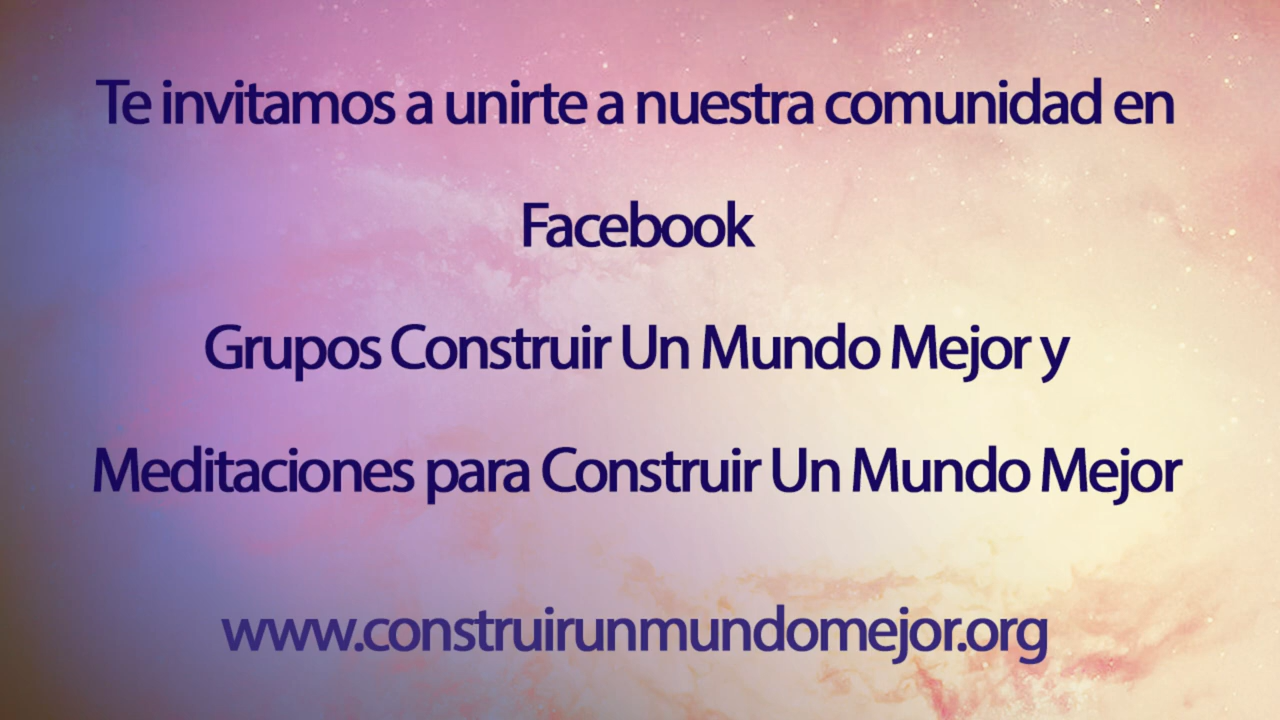 Te invitamos a unirte a nuestra comunidad en
Facebook
Grupos Construir Un Mundo Mejor y
Meditaciones para Construir Un Mundo Mejor
www.construirunmundomejor.org